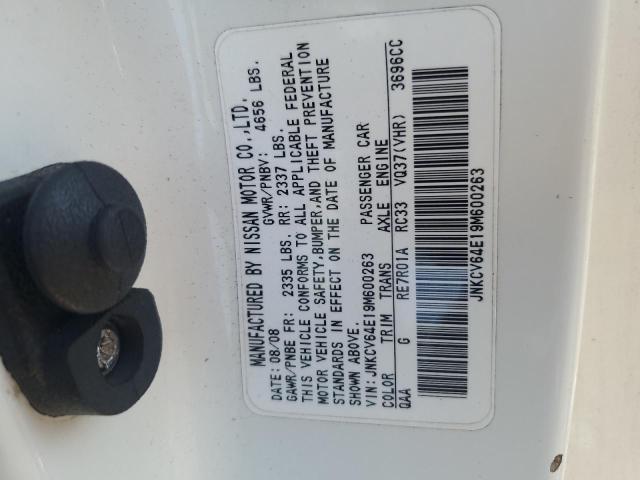 MANUFACTURED BY NISSAN MOTOR CO.,LTD.
DATE: 08/08 GVWR/PNBV: 4656 LBS.
GAWR/PNBE FR: 2335 LBS. RR: 2337 LBS.
THIS VEHICLE CONFORMS TO ALL APPLICABLE FEDERAL
MOTOR VEHICLE SAFETY,BUMPER,AND THEFT PREVENTION
STANDARDS IN EFFECT ON THE DATE OF MANUFACTURE
SHOWN ABOVE.
VIN:JNKCV64E19M600263 PASSENGER CAR
COLOR TRIM TRANS AXLE ENGINE
QAA G RE7R01A RC33 VQ37(VHR) 3696CC
JNKCV64E19M600263